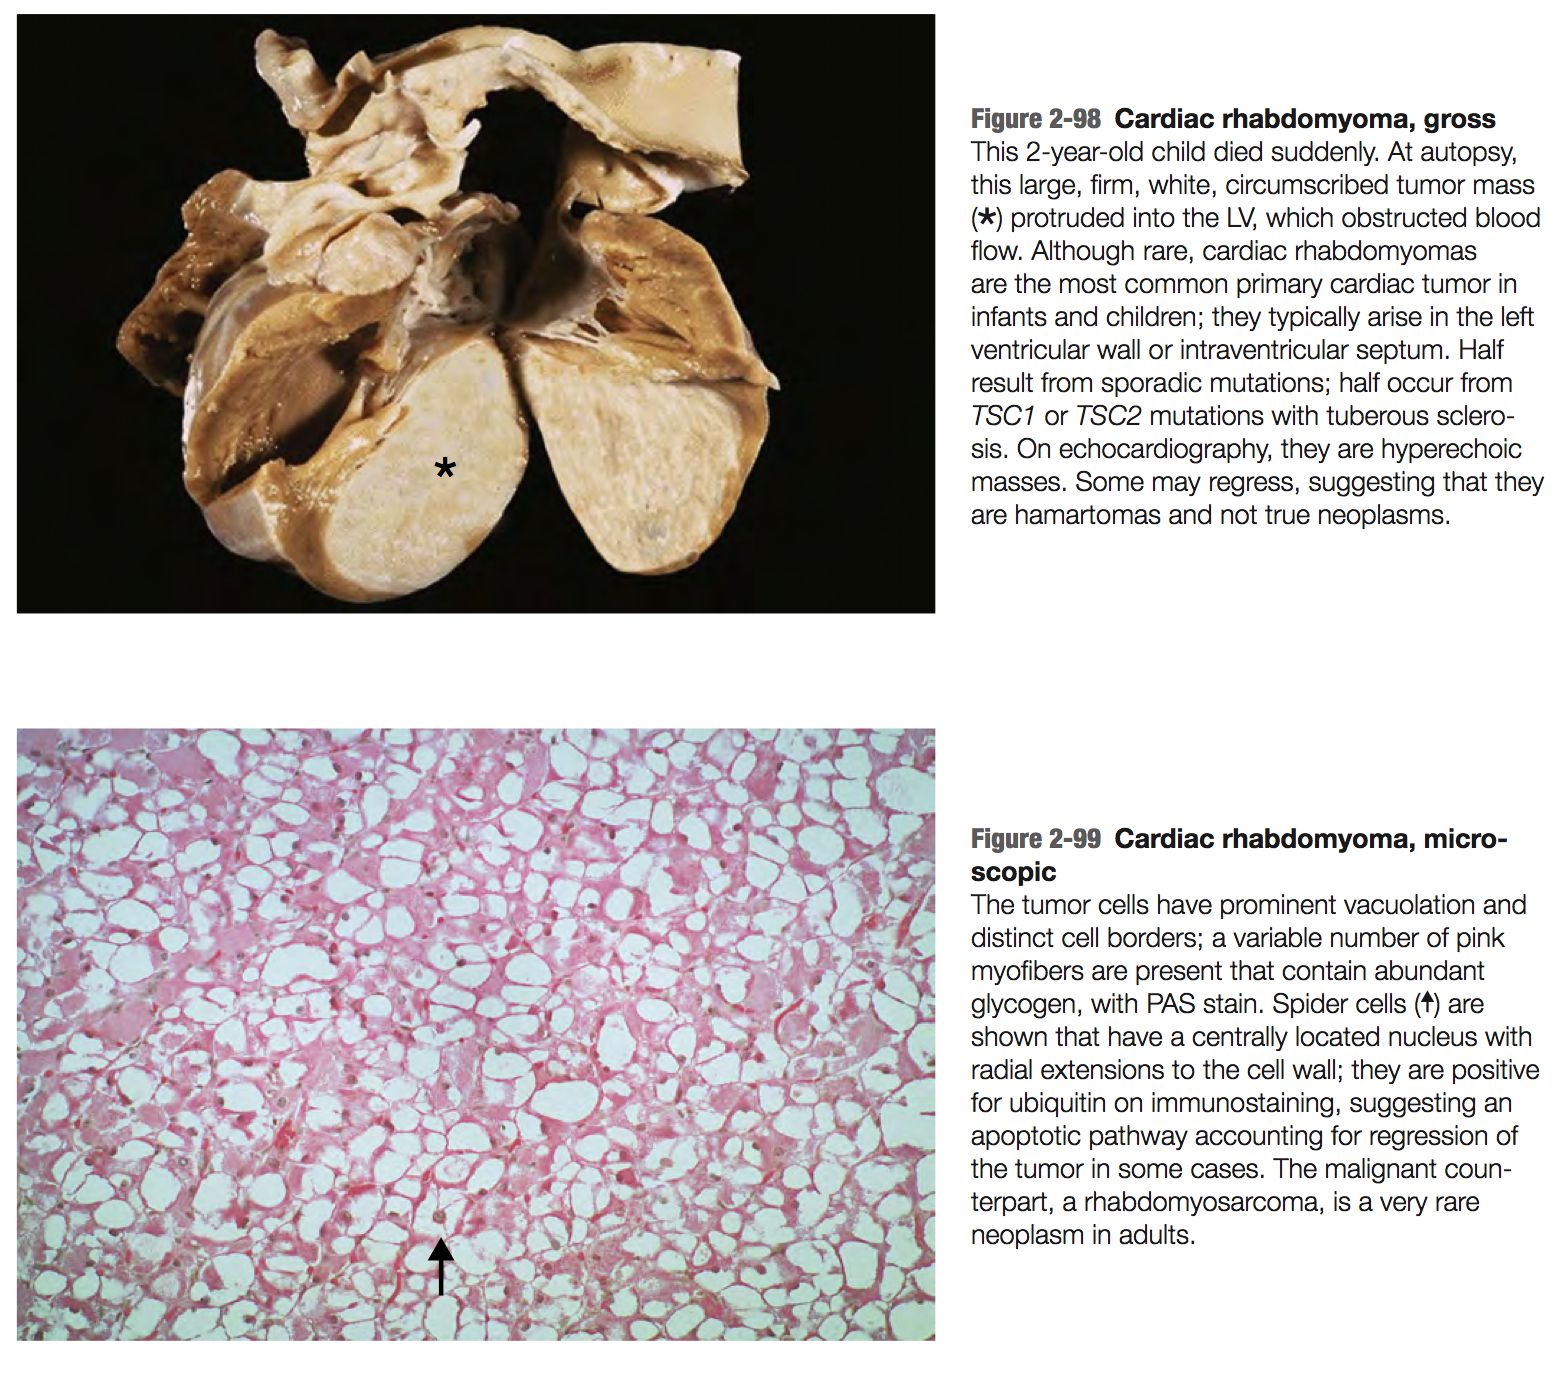 Figure 2-98 Cardiac rhabdomyoma, gross
This 2-year-old child died suddenly. At autopsy,
this large, firm, white, circumscribed tumor mass
(*) protruded into the LV, which obstructed blood
flow. Although rare, cardiac rhabdomyomas
are the most common primary cardiac tumor in
infants and children; they typically arise in the left
ventricular wall or intraventricular septum. Half
result from sporadic mutations; half occur from
TSC1 or TSC2 mutations with tuberous sclero-
sis. On echocardiography, they are hyperechoic
masses. Some may regress, suggesting that they
are hamartomas and not true neoplasms.
*
Figure 2-99 Cardiac rhabdomyoma, micro-
scopic
The tumor cells have prominent vacuolation and
distinct cell borders; a variable number of pink
myofibers are present that contain abundant
glycogen, with PAS stain. Spider cells (↑) are
shown that have a centrally located nucleus with
radial extensions to the cell wall; they are positive
for ubiquitin on immunostaining, suggesting an
apoptotic pathway accounting for regression of
the tumor in some cases. The malignant coun-
terpart, a rhabdomyosarcoma, is a very rare
neoplasm in adults.